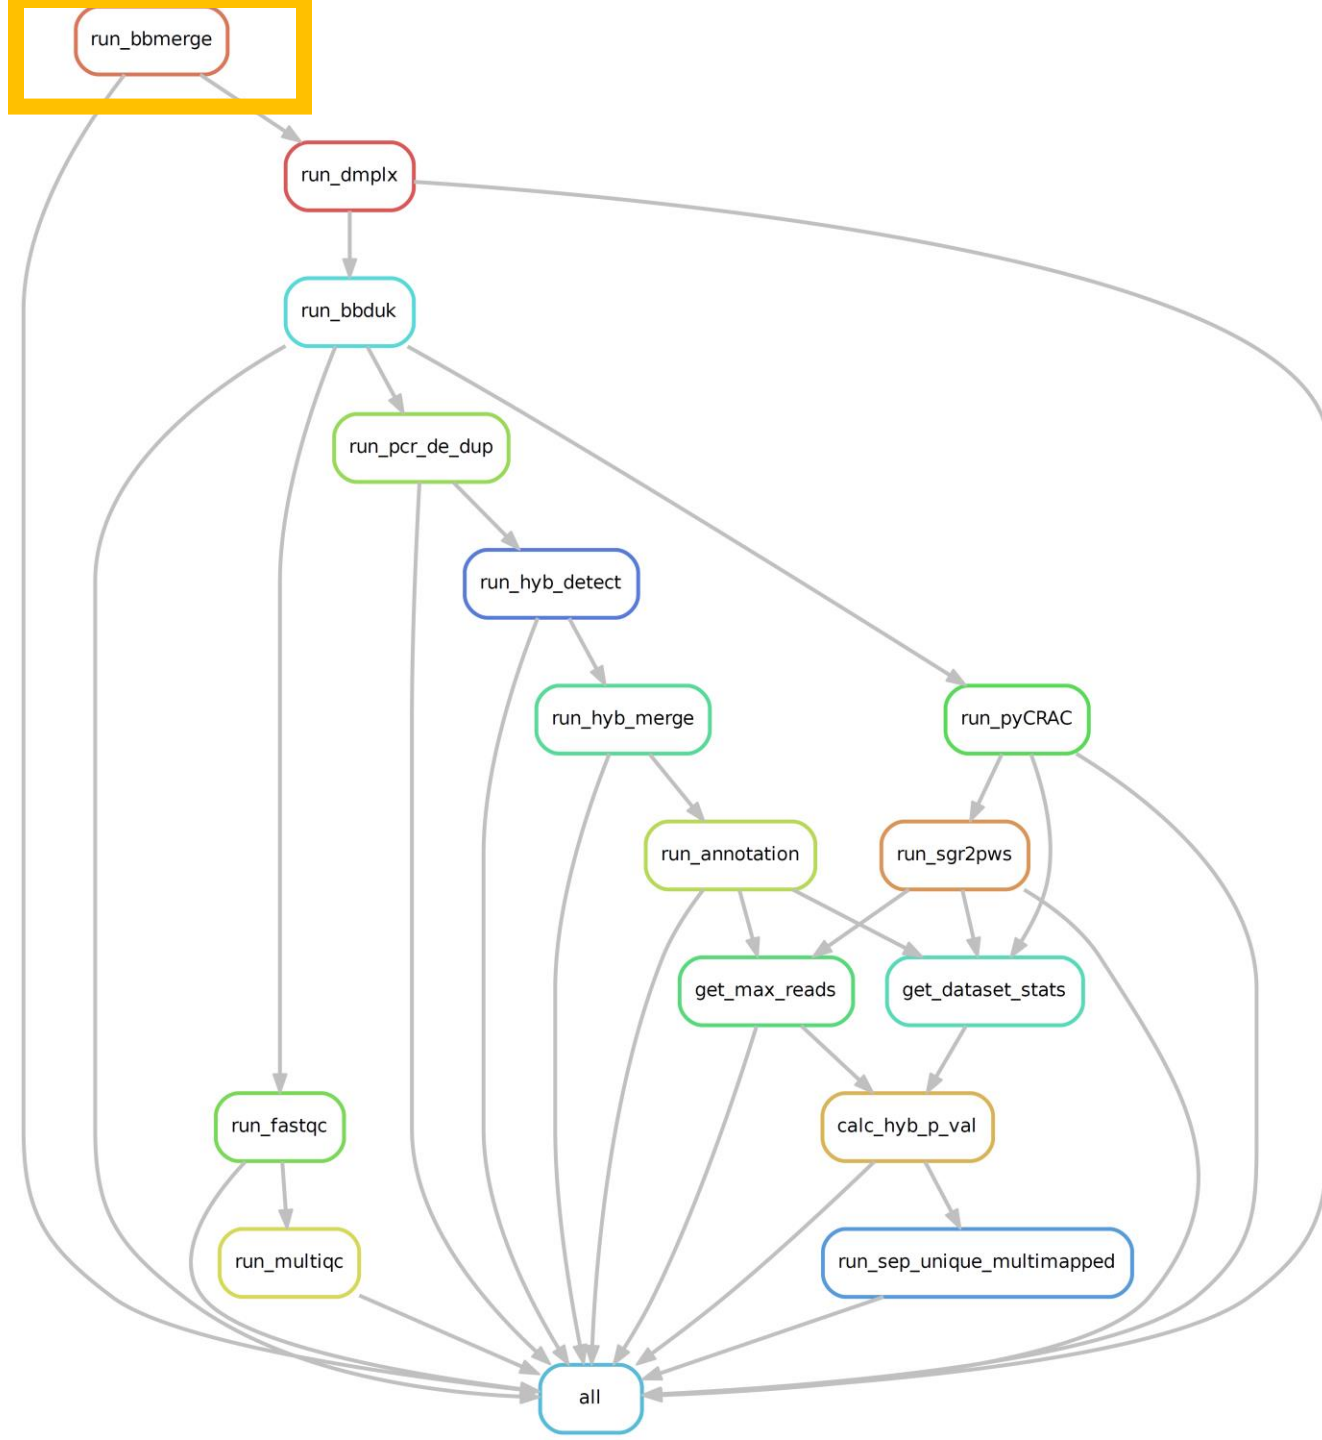 run_bbmerge
run_dmplx
run_bbduk
run_pcr_de_dup
run_hyb_detect
run_hyb_merge
run_pyCRAC
run_annotation
run_sgr2pws
get_max_reads
get_dataset_stats
run_fastqc
calc_hyb_p_val
run_multiqc
run_sep_unique_multimapped
all